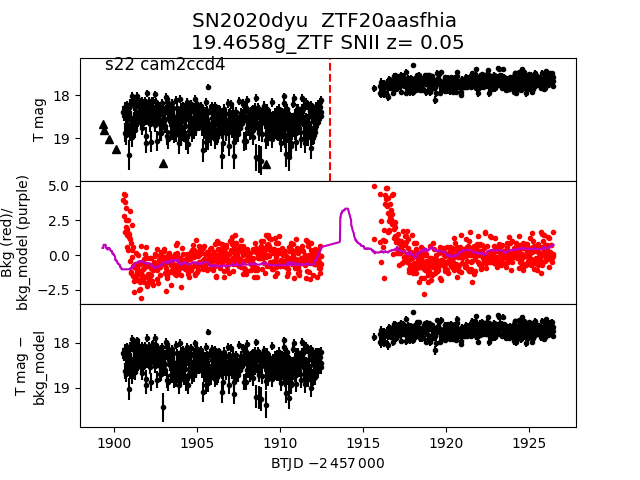 SN2020dyu  ZTF20aasfhia
19.4658g_ZTF SNII z= 0.05
s22 cam2ccd4
T mag
18
19
Bkg (red)/
bkg_model (purple)
5.0
2.5
0.0
−2.5
T mag −
bkg_model
18
19
1900
1905
1910
1915
1920
1925
BTJD −2 457 000